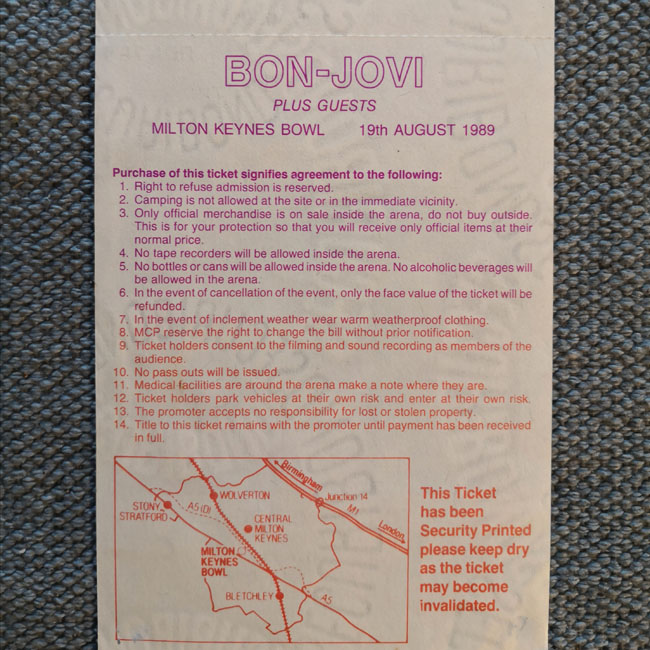 BON-JOVI
PLUS GUESTS
MILTON KEYNES BOWL 19th AUGUST 1989
Purchase of this ticket signifies agreement to the following:
1. Right to refuse admission is reserved.
2. Camping is not allowed at the site or in the immediate vicinity.
3. Only official merchandise is on sale inside the arena, do not buy outside.
This is for your protection so that you will receive only official items at their
normal price.
4. No tape recorders will be allowed inside the arena.
5. No bottles or cans will be allowed inside the arena. No alcoholic beverages will
be allowed in the arena.
6. In the event of cancellation of the event, only the face value of the ticket will be
refunded.
7. In the event of inclement weather wear warm weatherproof clothing.
8. MCP reserve the right to change the bill without prior notification.
9. Ticket holders consent to the filming and sound recording as members of the
audience.
10. No pass outs will be issued.
11. Medical facilities are around the arena make a note where they are.
12. Ticket holders park vehicles at their own risk and enter at their own risk.
13. The promoter accepts no responsibility for lost or stolen property.
14. Title to this ticket remains with the promoter until payment has been received
in full.
Birmingham
Junction 14
M1
London
WOLVERTON
STONY
STRATFORD
A5 (D)
CENTRAL
MILTON
KEYNES
MILTON
KEYNES
BOWL
BLETCHLEY
A5
This Ticket
has been
Security Printed
please keep dry
as the ticket
may become
invalidated.